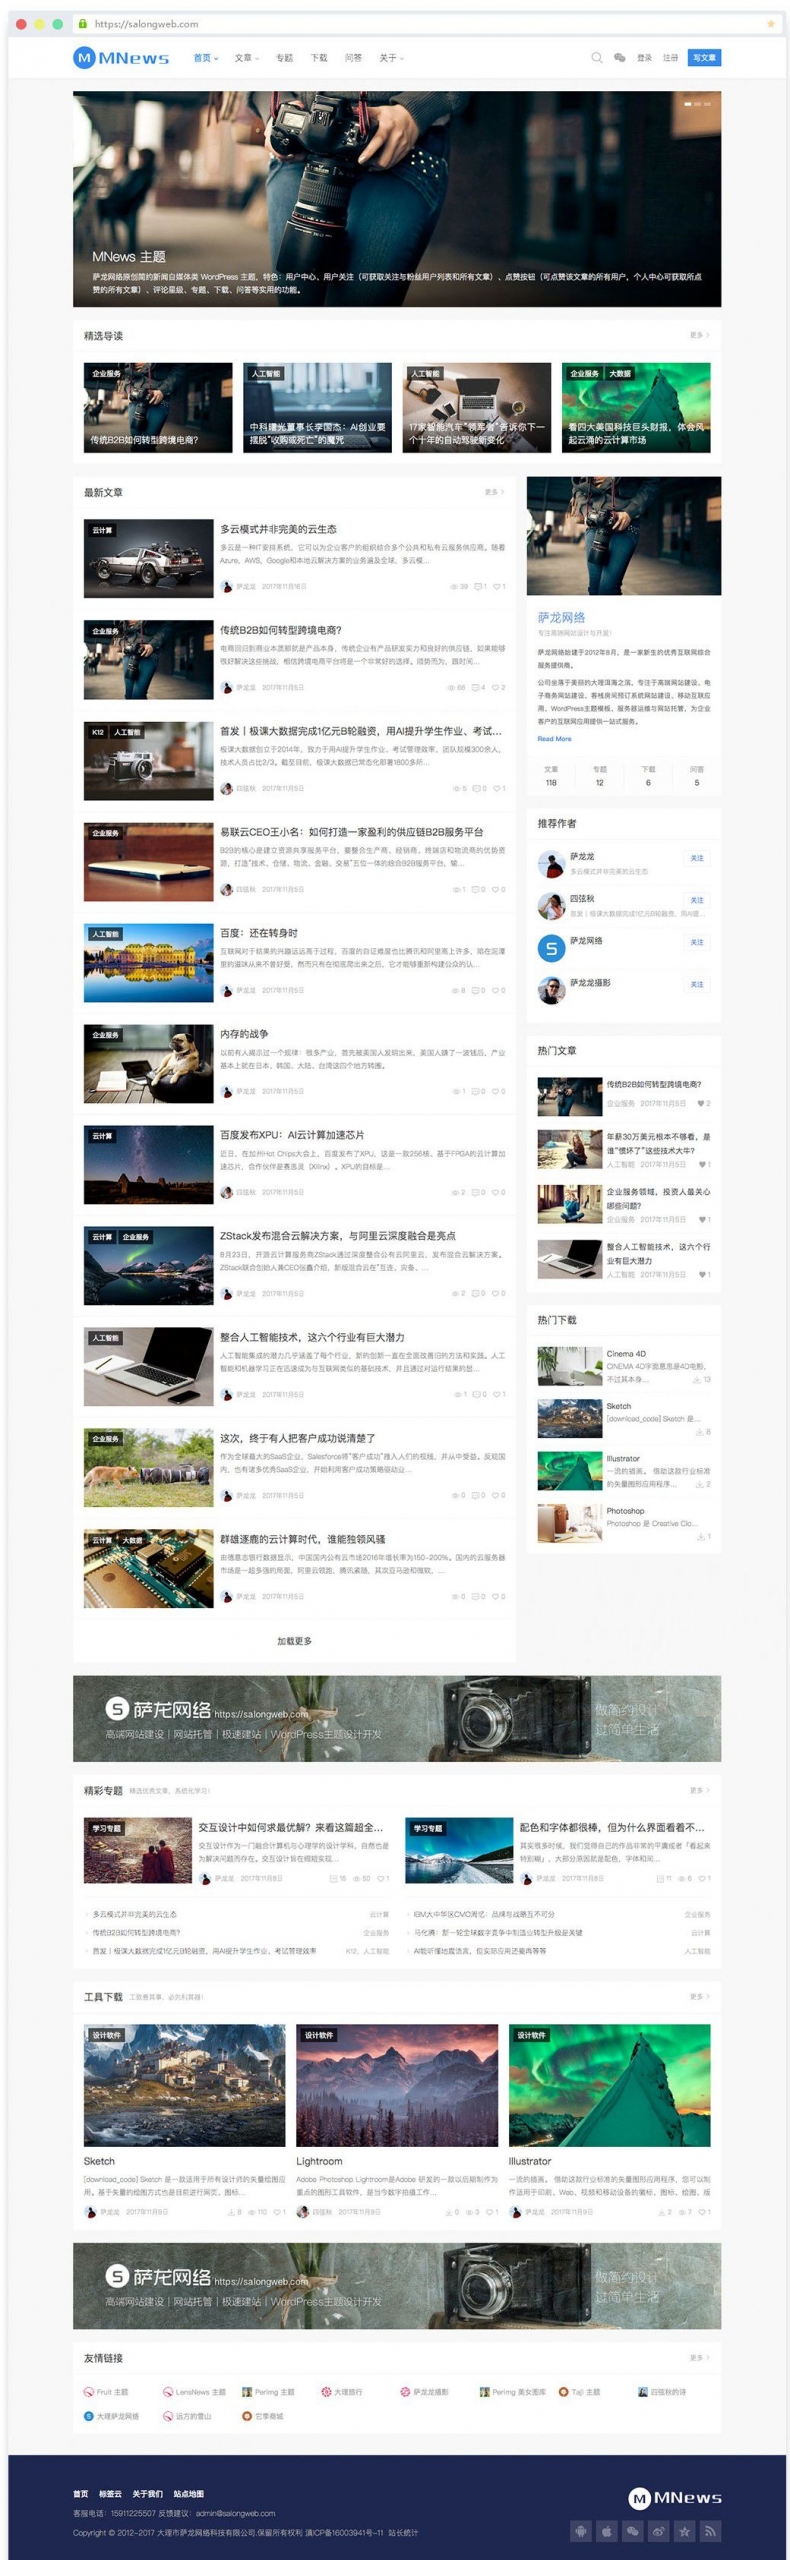 https://salongweb.com
MNews
首页
文章
专题
下载
问答
关于
登录
注册
写文章
MNews 主题
萨龙网络原创简约新闻自媒体类 WordPress 主题，特色：用户中心、用户关注（可获取关注与粉丝用户列表和所有文章）、点赞按钮（可点赞该文章的所有用户，个人中心可获取所点
赞的所有文章）、评论星级、专题、下载、问答等实用的功能。
精选导读
更多
企业服务
传统B2B如何转型跨境电商?
人工智能
中科曙光董事长李国杰：AI创业要
摆脱"收购或死亡"的魔咒
人工智能
17家智能汽车"领军者"告诉你下一
个十年的自动驾驶新变化
企业服务
大数据
看四大美国科技巨头财报，体会风
起云涌的云计算市场
最新文章
更多
云计算
多云模式并非完美的云生态
多云是一种IT安排系统，它可以为企业客户的组织结合多个公共和私有云服务供应商。随着
Azure、AWS、Google和本地云解决方案的业务遍及全球，多云模...
萨龙龙 2017年11月16日
39 1 1
企业服务
传统B2B如何转型跨境电商?
电商回归到商业本质那就是产品本身，传统企业有产品研发实力和良好的供应链，如果能够
很好解决这些挑战，相信跨境电商平台将是一个非常好的选择。顺势而为，跟时间...
萨龙龙 2017年11月5日
66 4 2
K12
人工智能
首发丨极课大数据完成1亿元B轮融资，用AI提升学生作业、考试...
极课大数据创立于2014年，致力于用AI提升学生作业、考试管理效率，团队规模300余人，
技术人员占比2/3。截至目前，极课大数据已常态化部署1800多所...
四弦秋 2017年11月5日
5 0 1
企业服务
易联云CEO王小名：如何打造一家盈利的供应链B2B服务平台
B2B的核心是建立资源共享服务平台，要整合生产商、经销商、终端店和物流商的优势资
源，打造"技术、仓储、物流、金融、交易"五位一体的综合B2B服务平台，输...
四弦秋 2017年11月5日
1 0 0
人工智能
百度：还在转身时
互联网对于结果的兴趣远远高于过程，百度的自证难度也比腾讯和阿里高上许多，陷在泥潭
里的滋味从来不曾好受，然而只有在彻底爬出来之后，它才能够重新构建公众的认...
萨龙龙 2017年11月5日
8 0 0
企业服务
内存的战争
以前有人揭示过一个规律：很多产业，首先被美国人发明出来，美国人赚了一波钱后，产业
基本上就在日本、韩国、大陆、台湾这四个地方转圈。
萨龙龙 2017年11月5日
1 0 0
云计算
百度发布XPU：AI云计算加速芯片
近日，在加州Hot Chips大会上，百度发布了XPU，这是一款256核、基于FPGA的云计算加
速芯片，合作伙伴是赛思灵（Xilinx）。XPU的目标是...
四弦秋 2017年11月5日
2 0 0
云计算
企业服务
ZStack发布混合云解决方案，与阿里云深度融合是亮点
8月23日，开源云计算服务商ZStack通过深度整合公有云阿里云，发布混合云解决方案。
ZStack联合创始人兼CEO张鑫介绍，新版混合云在"互连、灾备、...
萨龙龙 2017年11月5日
2 0 0
人工智能
整合人工智能技术，这六个行业有巨大潜力
人工智能集成的潜力几乎涵盖了每个行业，新的创新一直在全面改善旧的方法和实践。人工
智能和机器学习正在迅速成为与互联网类似的基础技术，并且通过对运行结果的显...
萨龙龙 2017年11月5日
1 0 1
企业服务
这次，终于有人把客户成功说清楚了
作为全球最大的SaaS企业，Salesforce将"客户成功"推入人们的视线，并从中受益。反观国
内，也有诸多优秀SaaS企业，开始利用客户成功策略驱动业...
萨龙龙 2017年11月5日
0 0 0
云计算
大数据
群雄逐鹿的云计算时代，谁能独领风骚
由德意志银行数据显示，中国国内公有云市场2016年增长率为150-200%。国内的云服务器
市场是一超多强的局面，阿里云领跑，腾讯紧随，其次亚马逊和微软，...
萨龙龙 2017年11月5日
0 0 0
加载更多
萨龙网络
专注高端网站设计与开发！
萨龙网络始建于2012年8月，是一家新生的优秀互联网综合
服务提供商。
公司坐落于美丽的大理洱海之滨，专注于高端网站建设、电
子商务网站建设、客栈房间预订系统网站建设、移动互联应
用、WordPress主题模板、服务器运维与网站托管，为企业
客户的互联网应用提供一站式服务。
Read More
文章 专题 下载 问答
118 12 6 5
推荐作者
萨龙龙
多云模式并非完美的云生态
关注
四弦秋
首发丨极课大数据完成1亿元B轮融资，用AI提...
关注
萨龙网络
关注
萨龙龙摄影
关注
热门文章
传统B2B如何转型跨境电商?
企业服务 2017年11月5日 2
年薪30万美元根本不够看，是
谁"惯坏了"这些技术大牛?
人工智能 2017年11月5日 1
企业服务领域，投资人最关心
哪些问题?
企业服务 2017年11月5日 1
整合人工智能技术，这六个行
业有巨大潜力
人工智能 2017年11月5日 1
热门下载
Cinema 4D
CINEMA 4D字面意思是4D电影，
不过其本身...
13
Sketch
[download_code] Sketch 是...
8
Illustrator
一流的插画。 借助这款行业标准
的矢量图形应用程序...
2
Photoshop
Photoshop 是 Creative Clo...
1
萨龙网络 https://salongweb.com
高端网站建设丨网站托管丨极速建站丨WordPress主题设计开发
做简约设计
过简单生活
精彩专题 精选优秀文章，系统化学习！
更多
学习专题
交互设计中如何求最优解？来看这篇超全...
交互设计作为一门融合计算机与心理学的设计学科，自然也是
为解决问题而存在。交互设计旨在缩短实现...
萨龙龙 2017年11月8日
16 50 1
学习专题
配色和字体都很棒，但为什么界面看着不...
其实很多时候，我们觉得自己的作品非常的平庸或者「看起来
特别糊」，大部分原因就是配色，字体和间...
萨龙龙 2017年11月8日
11 6 1
多云模式并非完美的云生态 云计算
传统B2B如何转型跨境电商? 企业服务
首发丨极课大数据完成1亿元B轮融资，用AI提升学生作业、考试管理效率 K12，人工智能
IBM大中华区CMO周忆：品牌与战略互不可分 企业服务
马化腾：新一轮全球数字竞争中制造业转型升级是关键 云计算
AI能听懂地震语言，但实际应用还要再等等 人工智能
工具下载 工欲善其事，必先利其器！
更多
设计软件
Sketch
[download_code] Sketch 是一款适用于所有设计师的矢量绘图应
用。基于矢量的绘图方式也是目前进行网页，图标...
萨龙龙 2017年11月9日
8 110 1
设计软件
Lightroom
Adobe Photoshop Lightroom是Adobe 研发的一款以后期制作为
重点的图形工具软件，是当今数字拍摄工作...
四弦秋 2017年11月9日
0 3 1
设计软件
Illustrator
一流的插画。 借助这款行业标准的矢量图形应用程序，您可以制
作适用于印刷、Web、视频和移动设备的徽标、图标、绘图、版
萨龙龙 2017年11月9日
2 7 1
萨龙网络 https://salongweb.com
高端网站建设丨网站托管丨极速建站丨WordPress主题设计开发
做简约设计
过简单生活
友情链接
更多
Fruit 主题
LensNews 主题
Perimg 主题
大理旅行
萨龙龙摄影
Perimg 美女图库
Taji 主题
四弦秋的诗
大理萨龙网络
远方的雪山
它季商城
首页 标签云 关于我们 站点地图
客服电话：15911225507 反馈建议：admin@salongweb.com
Copyright © 2012-2017 大理市萨龙网络科技有限公司.保留所有权利 滇ICP备16003941号-11 站长统计
MNews